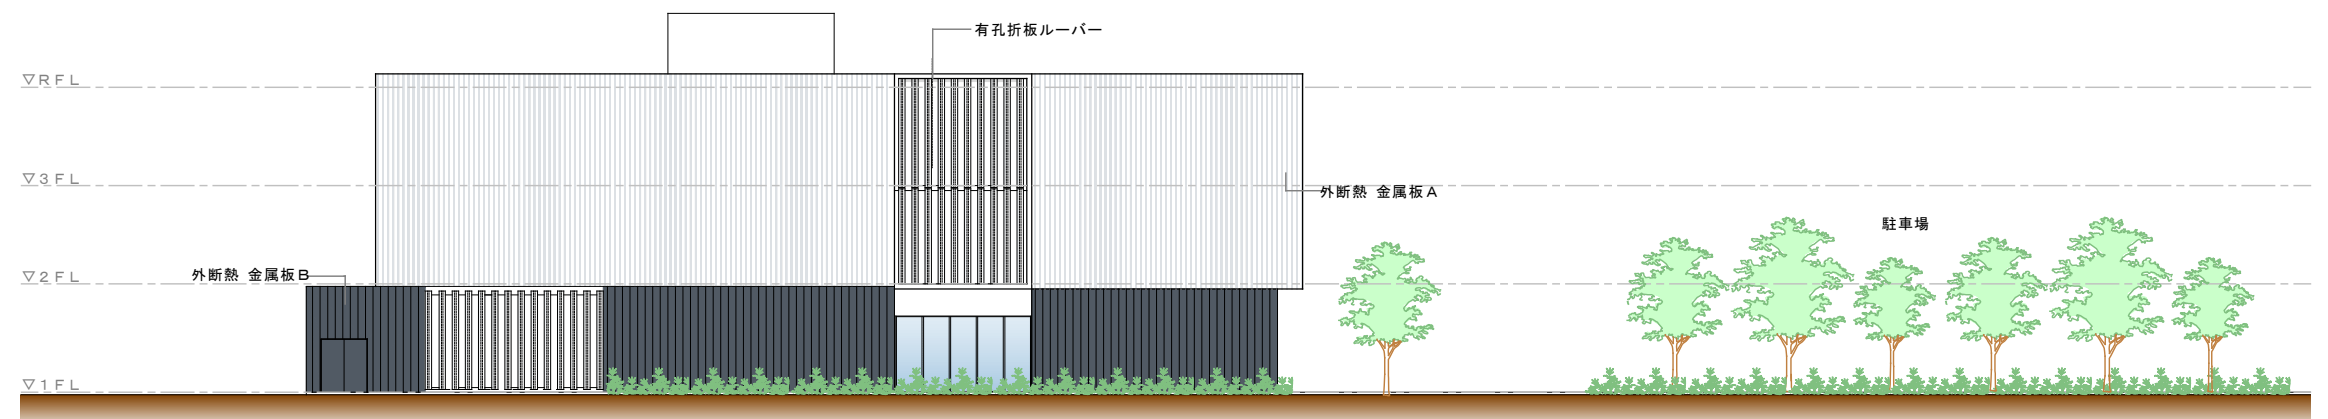 有孔折板ルーバー
▽RFL
▽3FL
外断熱 金属板A
駐車場
外断熱 金属板B
▽2FL
▽1FL